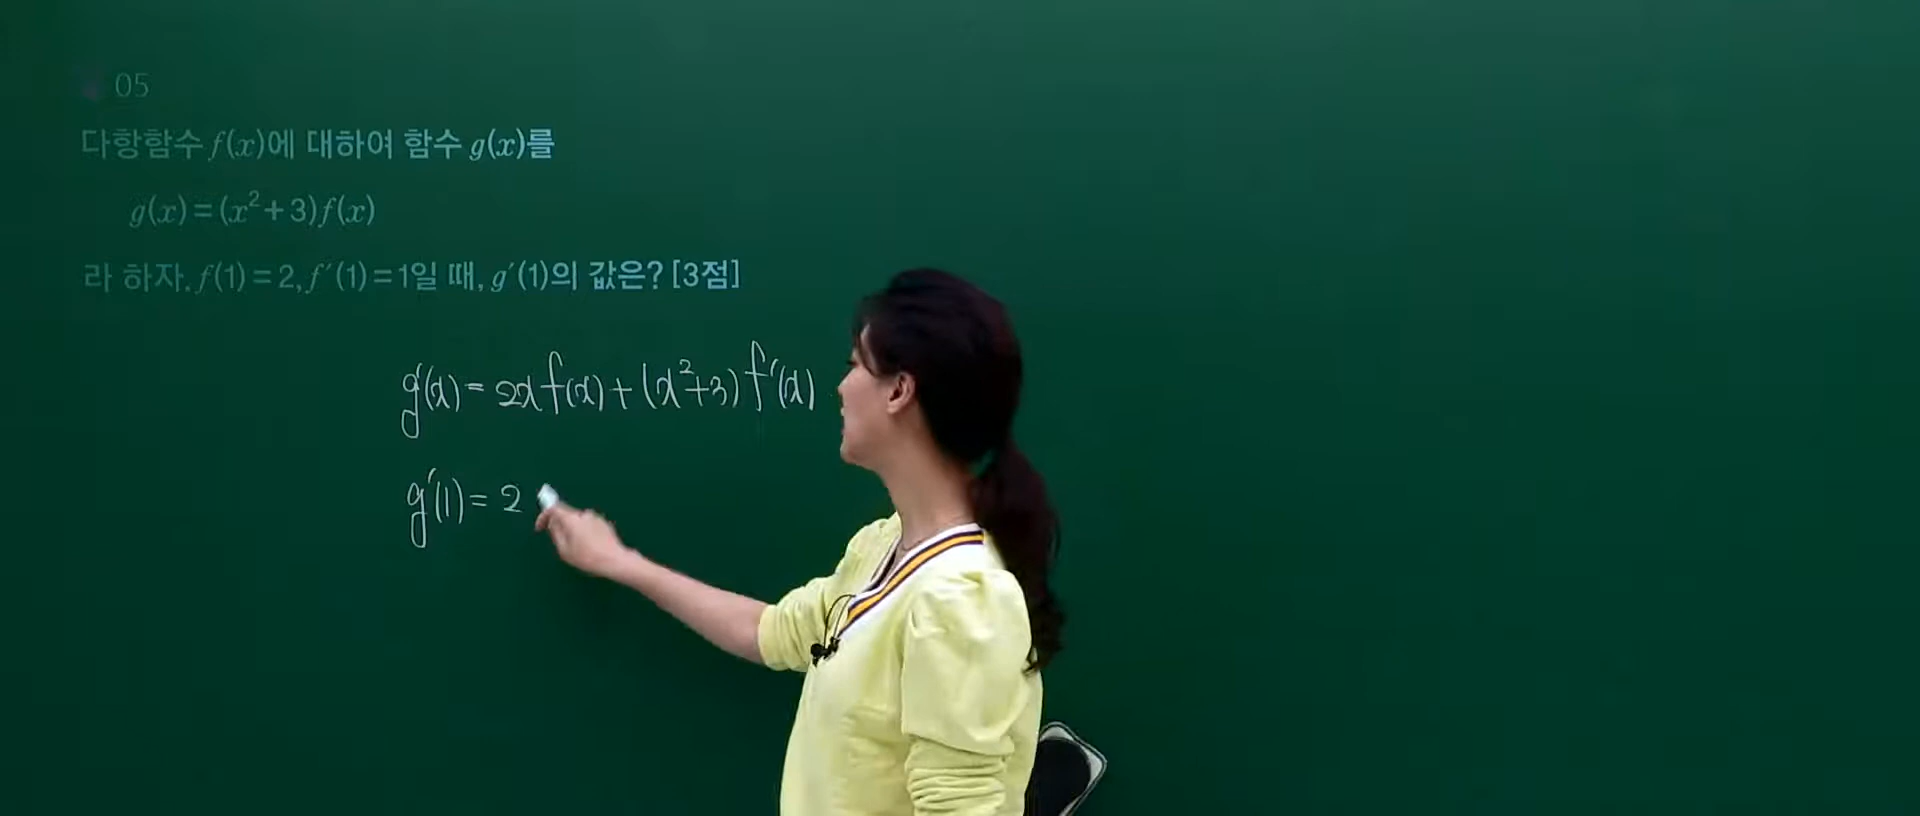 05
다항함수 f(x)에 대하여 함수 g(x)를
g(x)=(x²+3)f(x)
라 하자. f(1)=2, f′(1)=1일 때, g′(1)의 값은? [3점]
g′(x) = 2x f(x) + (x²+3) f′(x)
g′(1) = 2